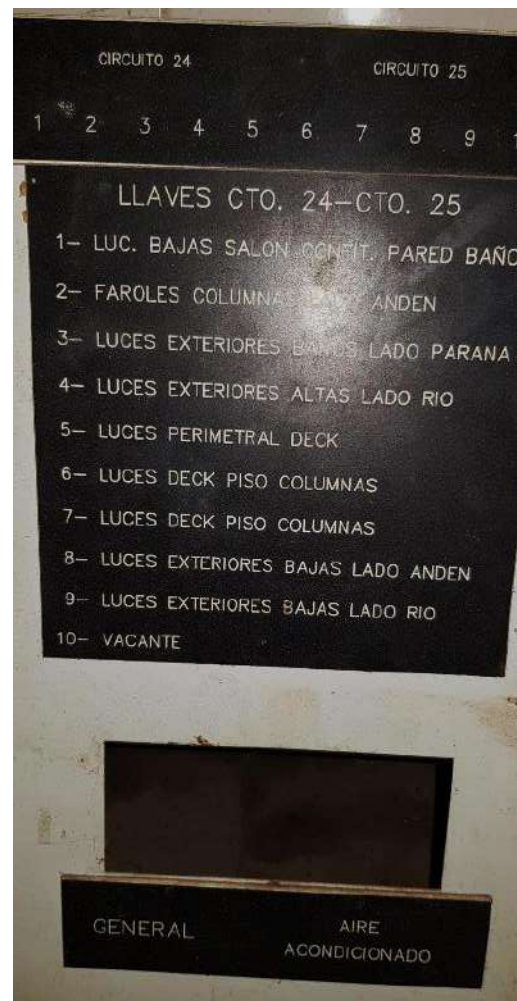 CIRCUITO 24 CIRCUITO 25
1 2 3 4 5 6 7 8 9
LLAVES CTO. 24-CTO. 25
1- LUC. BAJAS SALON CONFIT. PARED BAÑO
2- FAROLES COLUMNAS ANDEN
3- LUCES EXTERIORES BAÑOS LADO PARANA
4- LUCES EXTERIORES ALTAS LADO RIO
5- LUCES PERIMETRAL DECK
6- LUCES DECK PISO COLUMNAS
7- LUCES DECK PISO COLUMNAS
8- LUCES EXTERIORES BAJAS LADO ANDEN
9- LUCES EXTERIORES BAJAS LADO RIO
10- VACANTE
GENERAL AIRE
ACONDICIONADO